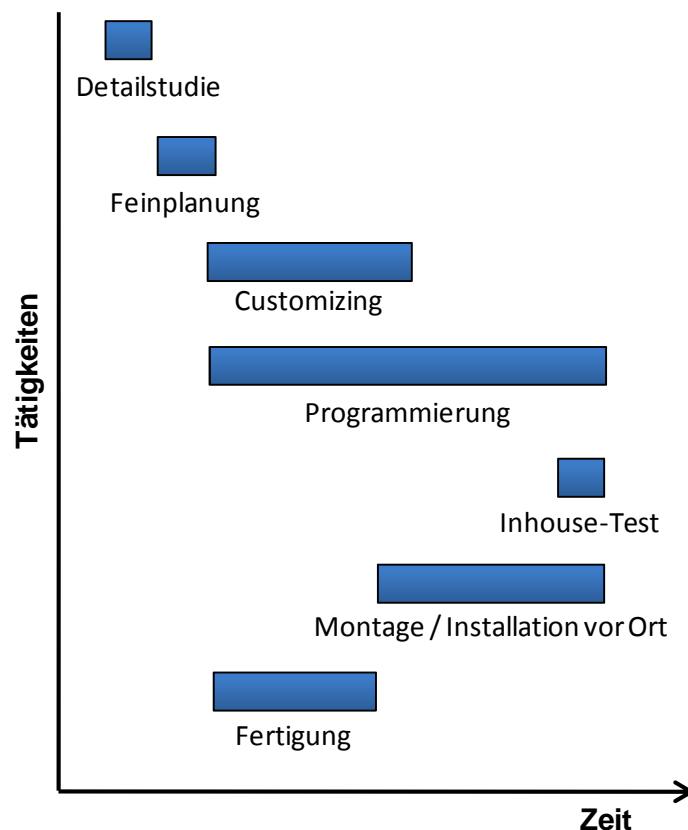 Detailstudie
Feinplanung
Customizing
Programmierung
Inhouse-Test
Montage / Installation vor Ort
Fertigung
Tätigkeiten
Zeit